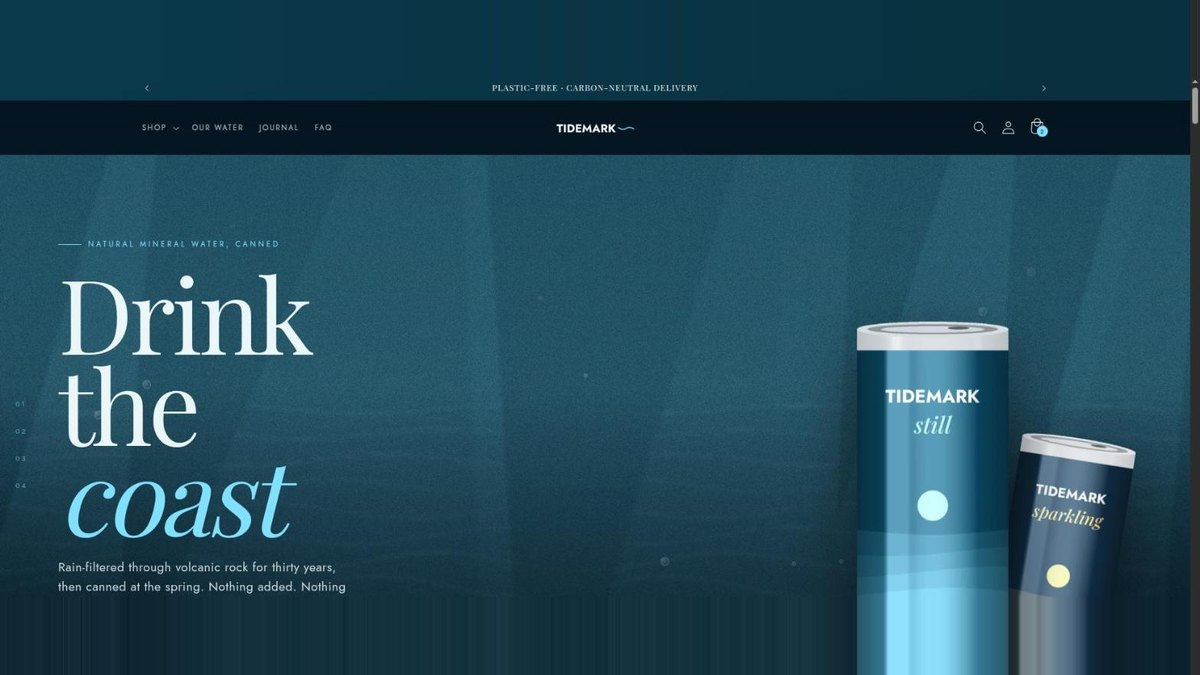 PLASTIC-FREE · CARBON-NEUTRAL DELIVERY
SHOP OUR WATER JOURNAL FAQ
TIDEMARK
NATURAL MINERAL WATER, CANNED
Drink
the
coast
Rain-filtered through volcanic rock for thirty years,
then canned at the spring. Nothing added. Nothing
01
02
03
04
TIDEMARK
still
TIDEMARK
sparkling